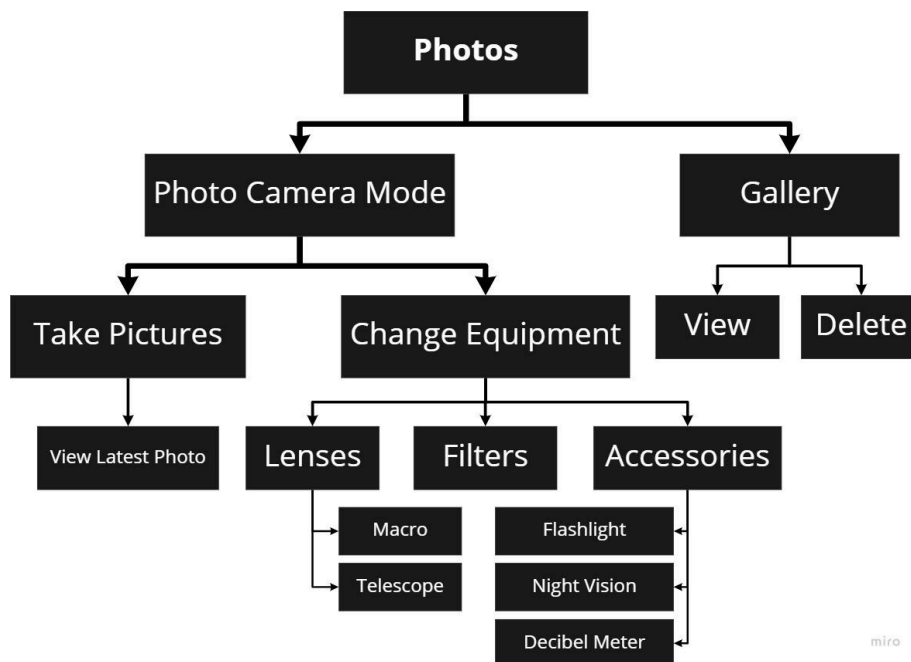 Photos
Photo Camera Mode
Gallery
Take Pictures
Change Equipment
View
Delete
View Latest Photo
Lenses
Filters
Accessories
Macro
Flashlight
Telescope
Night Vision
Decibel Meter
miro